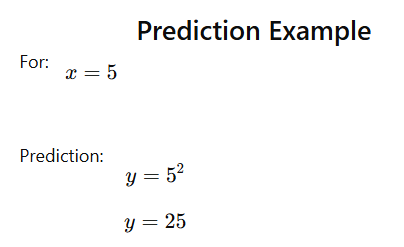 Prediction Example
For: x = 5
Prediction:
y = 5²
y = 25